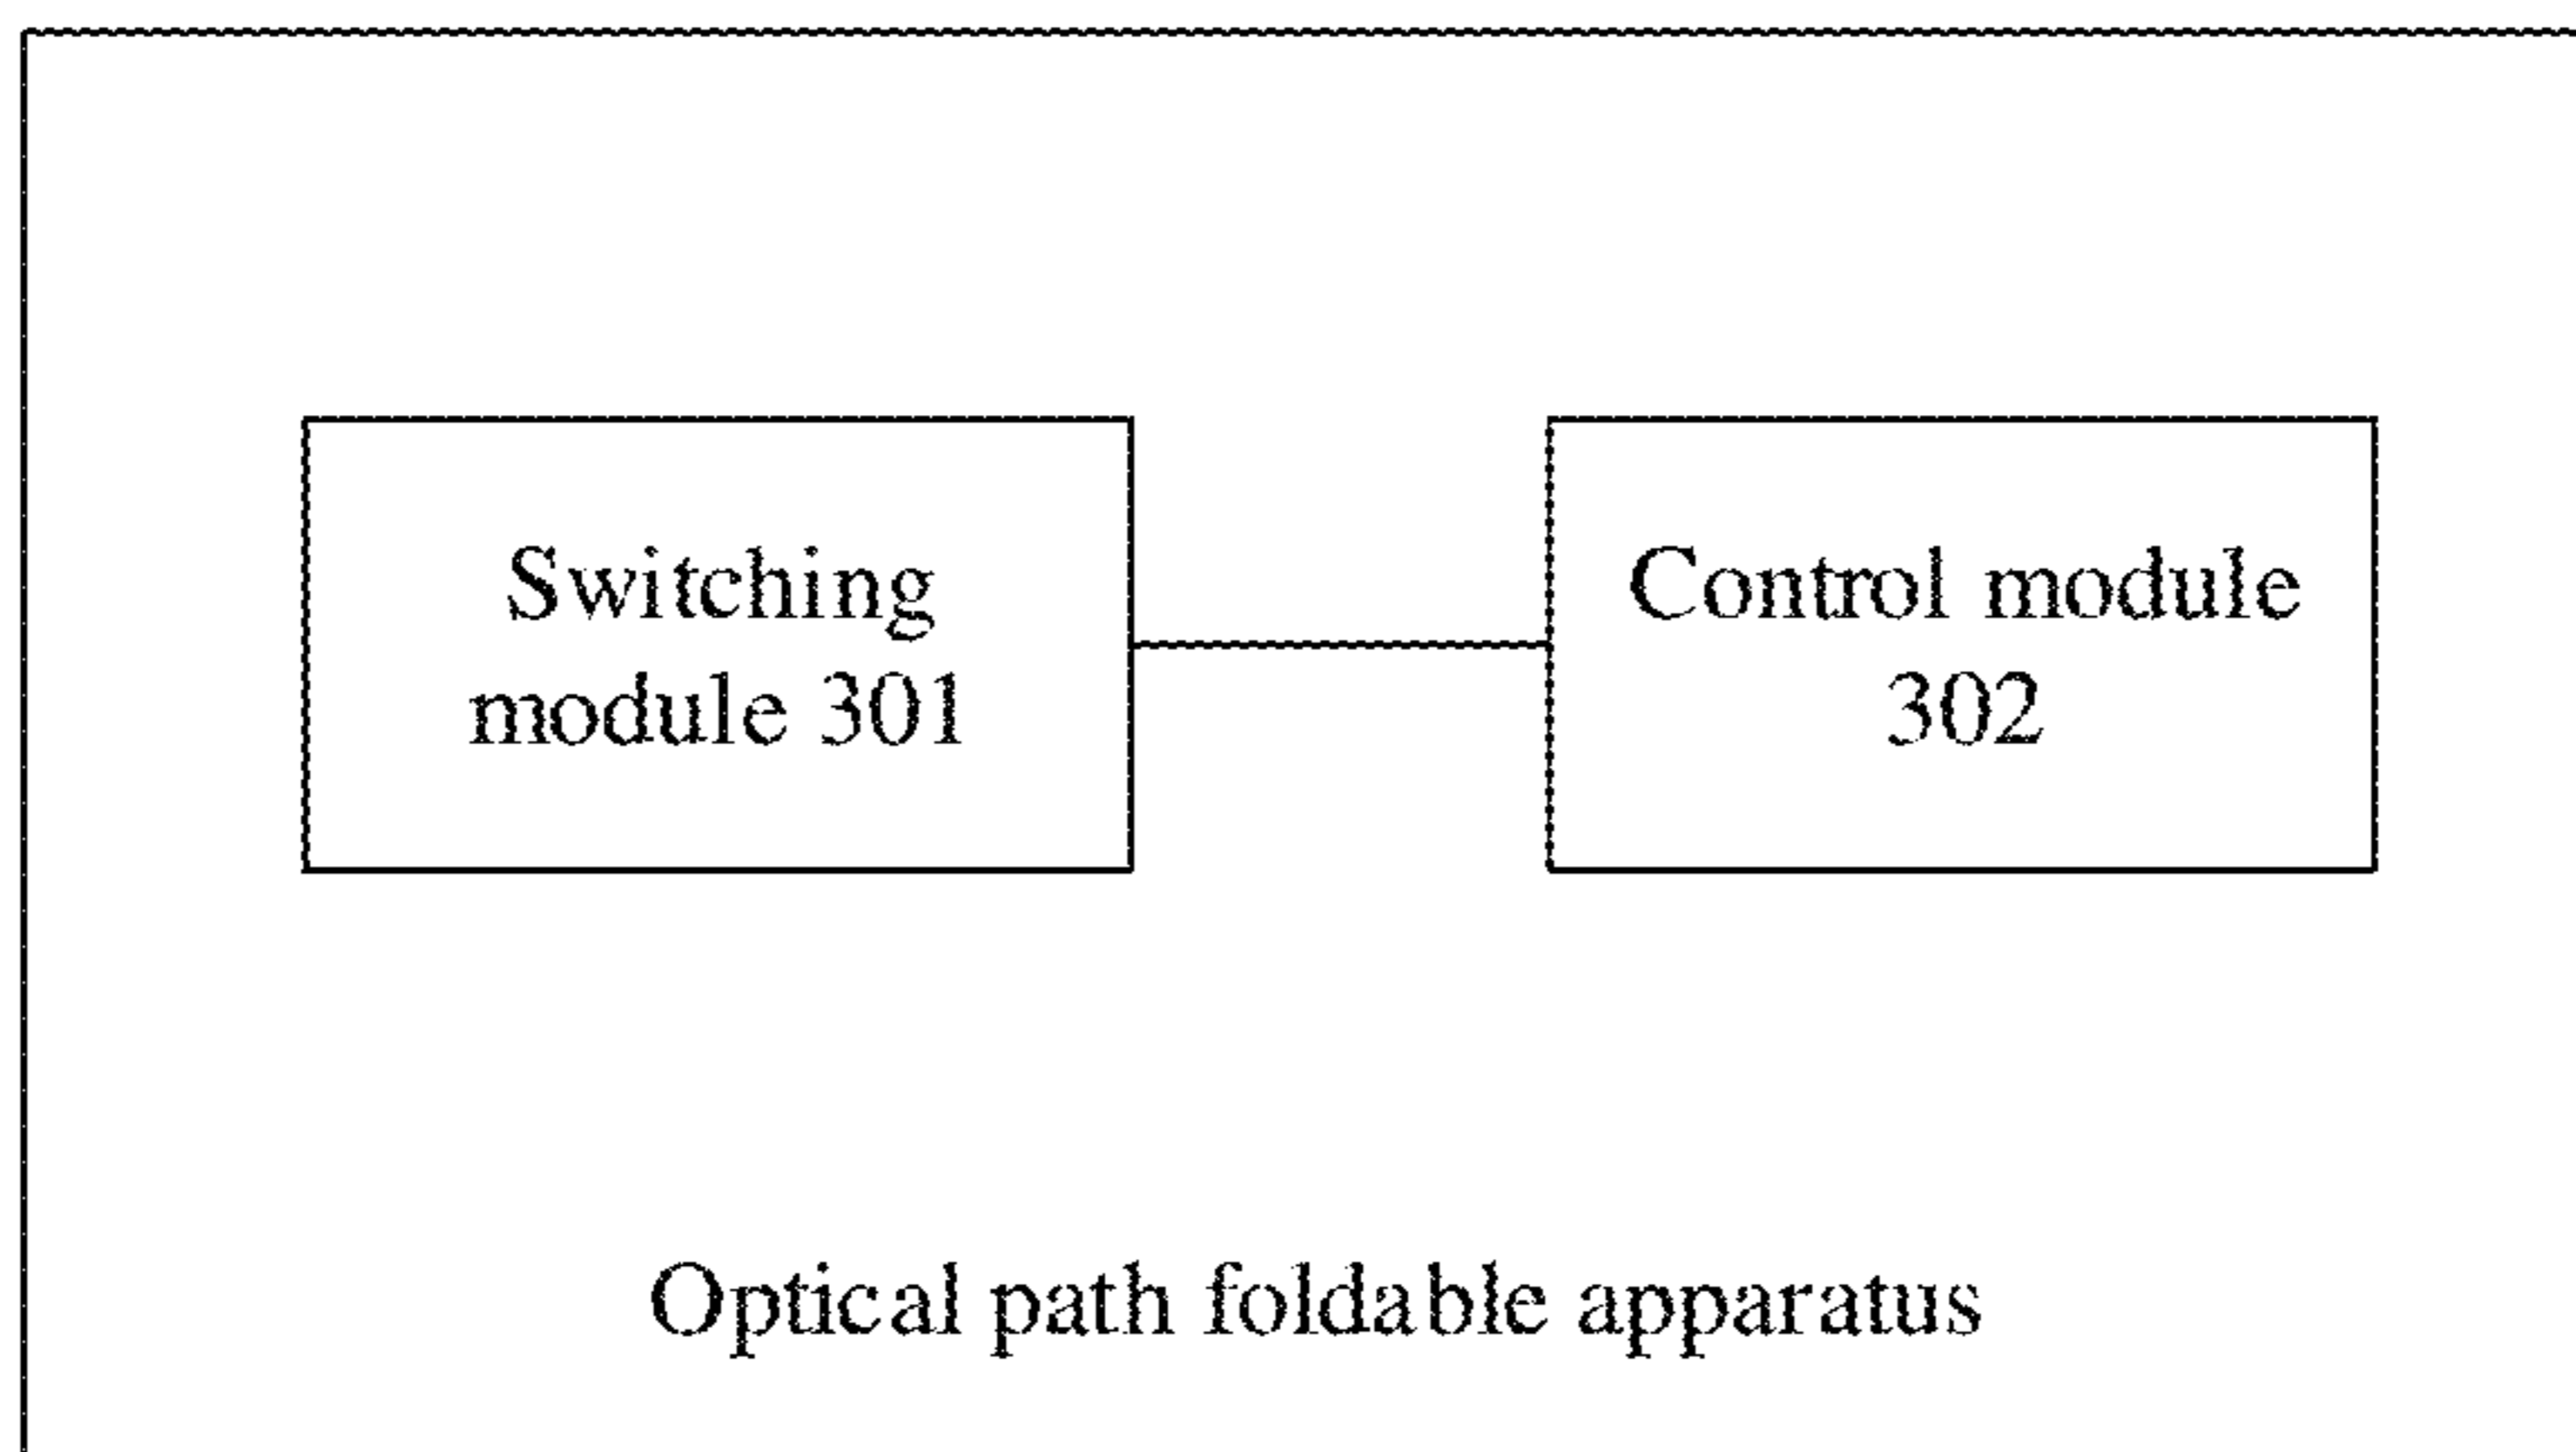 Switching
module 301
Control module
302
Optical path foldable apparatus